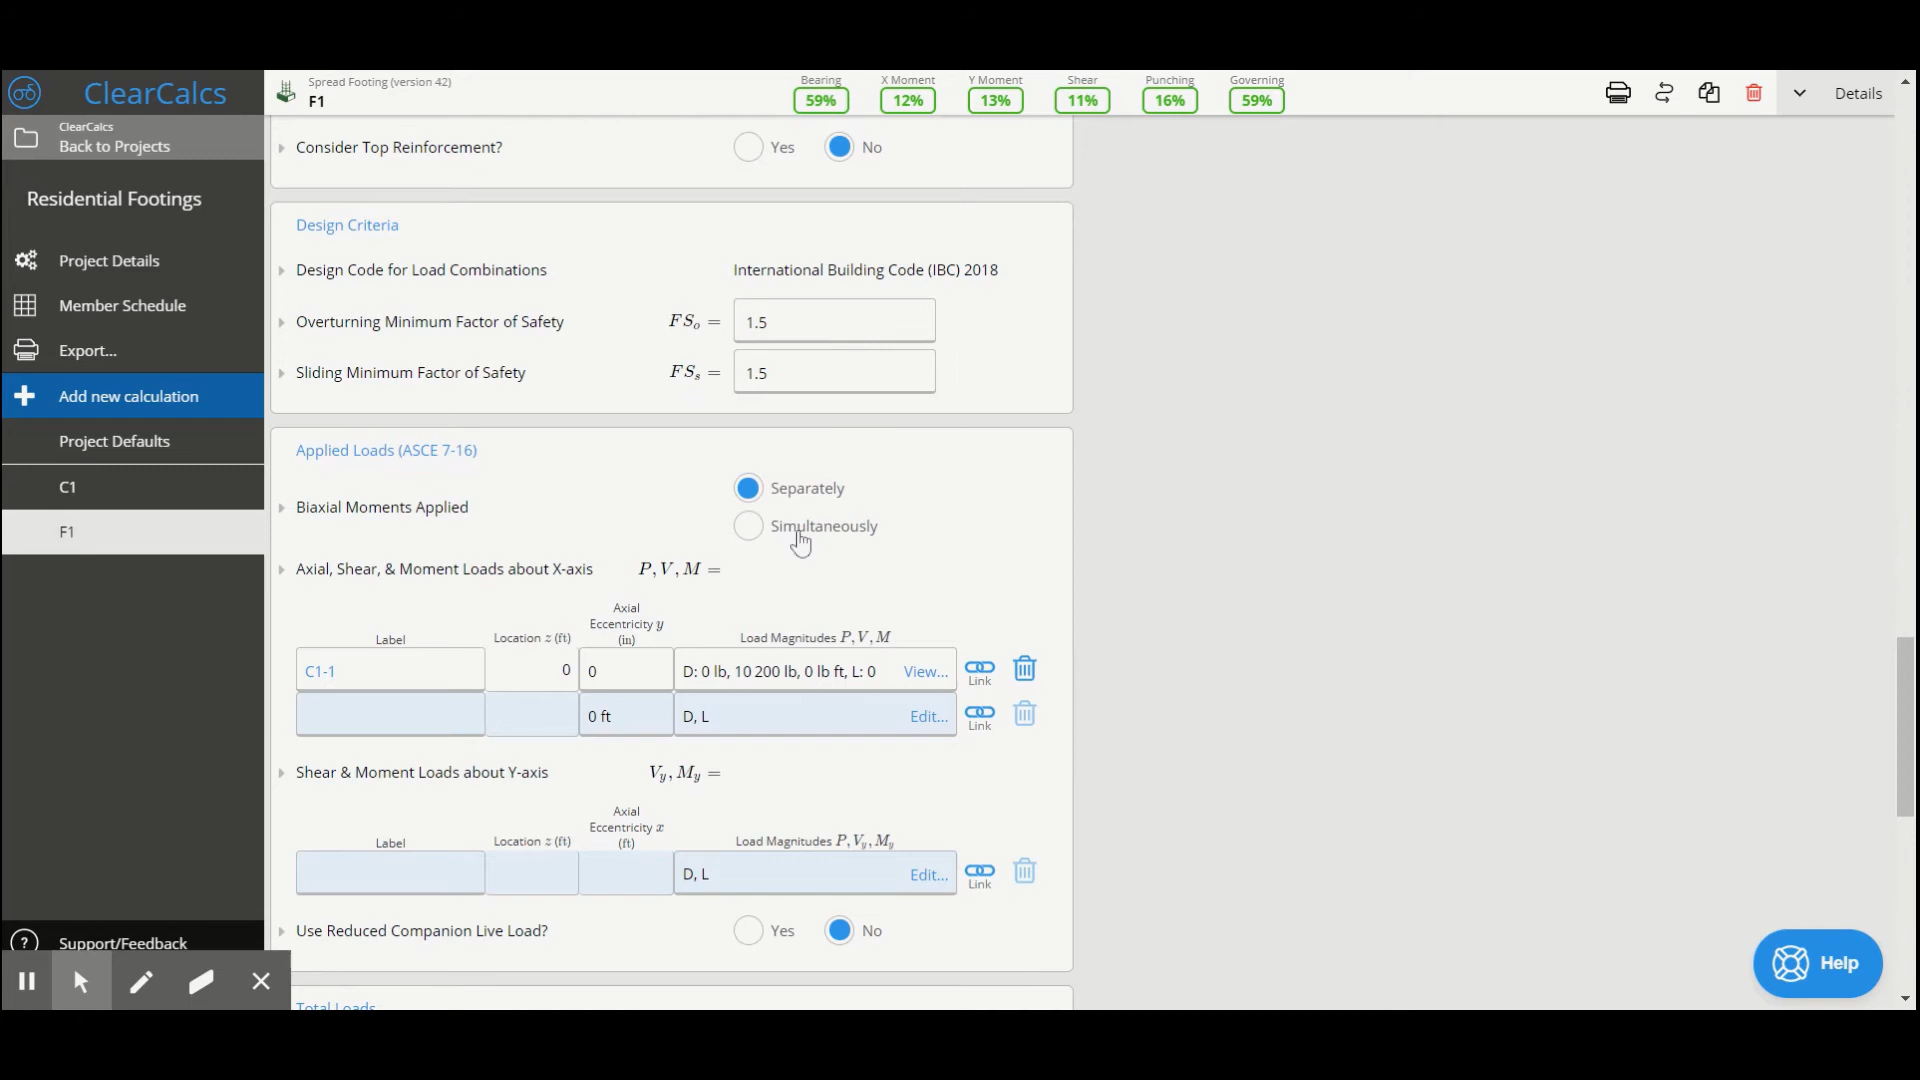 ClearCalcs
Spread Footing (version 42)
F1
Bearing
59%
X Moment
12%
Y Moment
13%
Shear
11%
Punching
16%
Governing
59%
Details
ClearCalcs
Back to Projects
Residential Footings
Project Details
Member Schedule
Export...
Add new calculation
Project Defaults
C1
F1
Support/Feedback
Consider Top Reinforcement?
Yes
No
Design Criteria
Design Code for Load Combinations
International Building Code (IBC) 2018
Overturning Minimum Factor of Safety
FSₒ =
1.5
Sliding Minimum Factor of Safety
FSₛ =
1.5
Applied Loads (ASCE 7-16)
Biaxial Moments Applied
Separately
Simultaneously
Axial, Shear, & Moment Loads about X-axis
P, V, M =
Label
Location z (ft)
Axial
Eccentricity y
(in)
Load Magnitudes P, V, M
C1-1
0
0
D: 0 lb, 10 200 lb, 0 lb ft, L: 0
View...
Link
0 ft
D, L
Edit...
Link
Shear & Moment Loads about Y-axis
Vy, My =
Label
Location z (ft)
Axial
Eccentricity x
(ft)
Load Magnitudes P, Vy, My
D, L
Edit...
Link
Use Reduced Companion Live Load?
Yes
No
Total Loads
Help